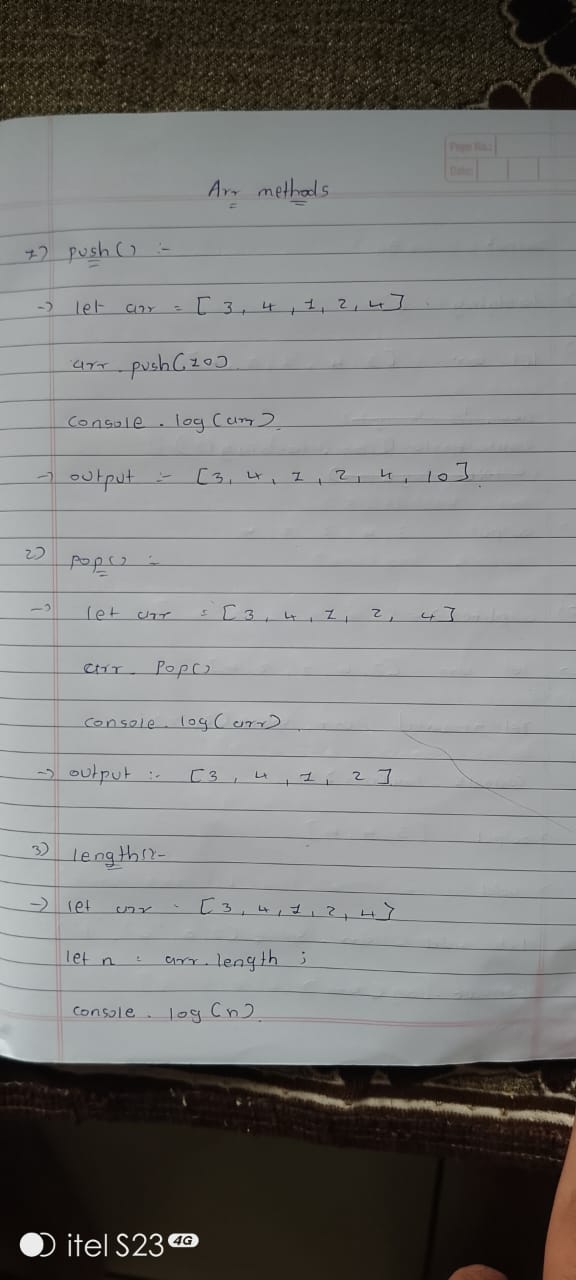 Page No.:
Date:
Arr methods
1) push() :-
-> let arr = [ 3, 4, 1, 2, 4]
arr. push(10)
console . log(arr)
-> output :- [3, 4, 1, 2, 4, 10]
2) pop() :-
-> let arr = [3, 4, 1, 2, 4]
arr. Pop()
console. log(arr)
-> output :- [3, 4, 1, 2]
3) length():-
-> let arr = [3, 4, 1, 2, 4]
let n = arr. length ;
console . log(n)
itel S23 4G